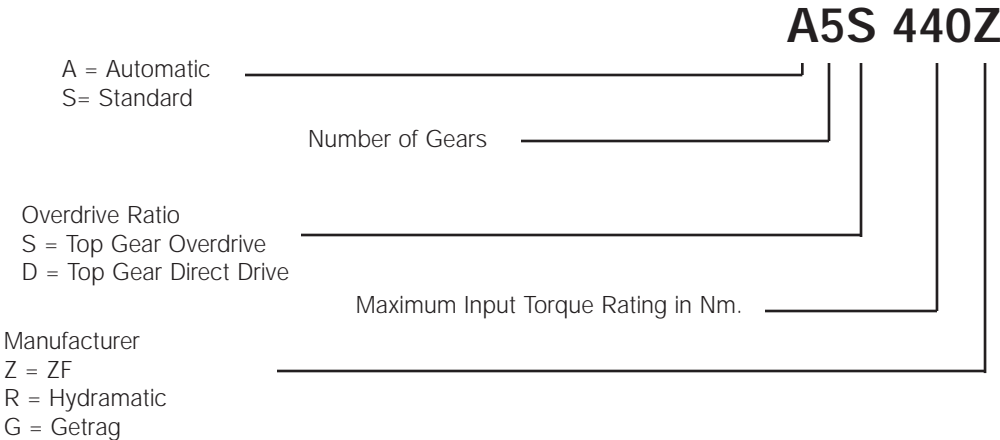 A5S 440Z
A = Automatic
S= Standard
Number of Gears
Overdrive Ratio
S = Top Gear Overdrive
D = Top Gear Direct Drive
Maximum Input Torque Rating in Nm.
Manufacturer
Z = ZF
R = Hydramatic
G = Getrag